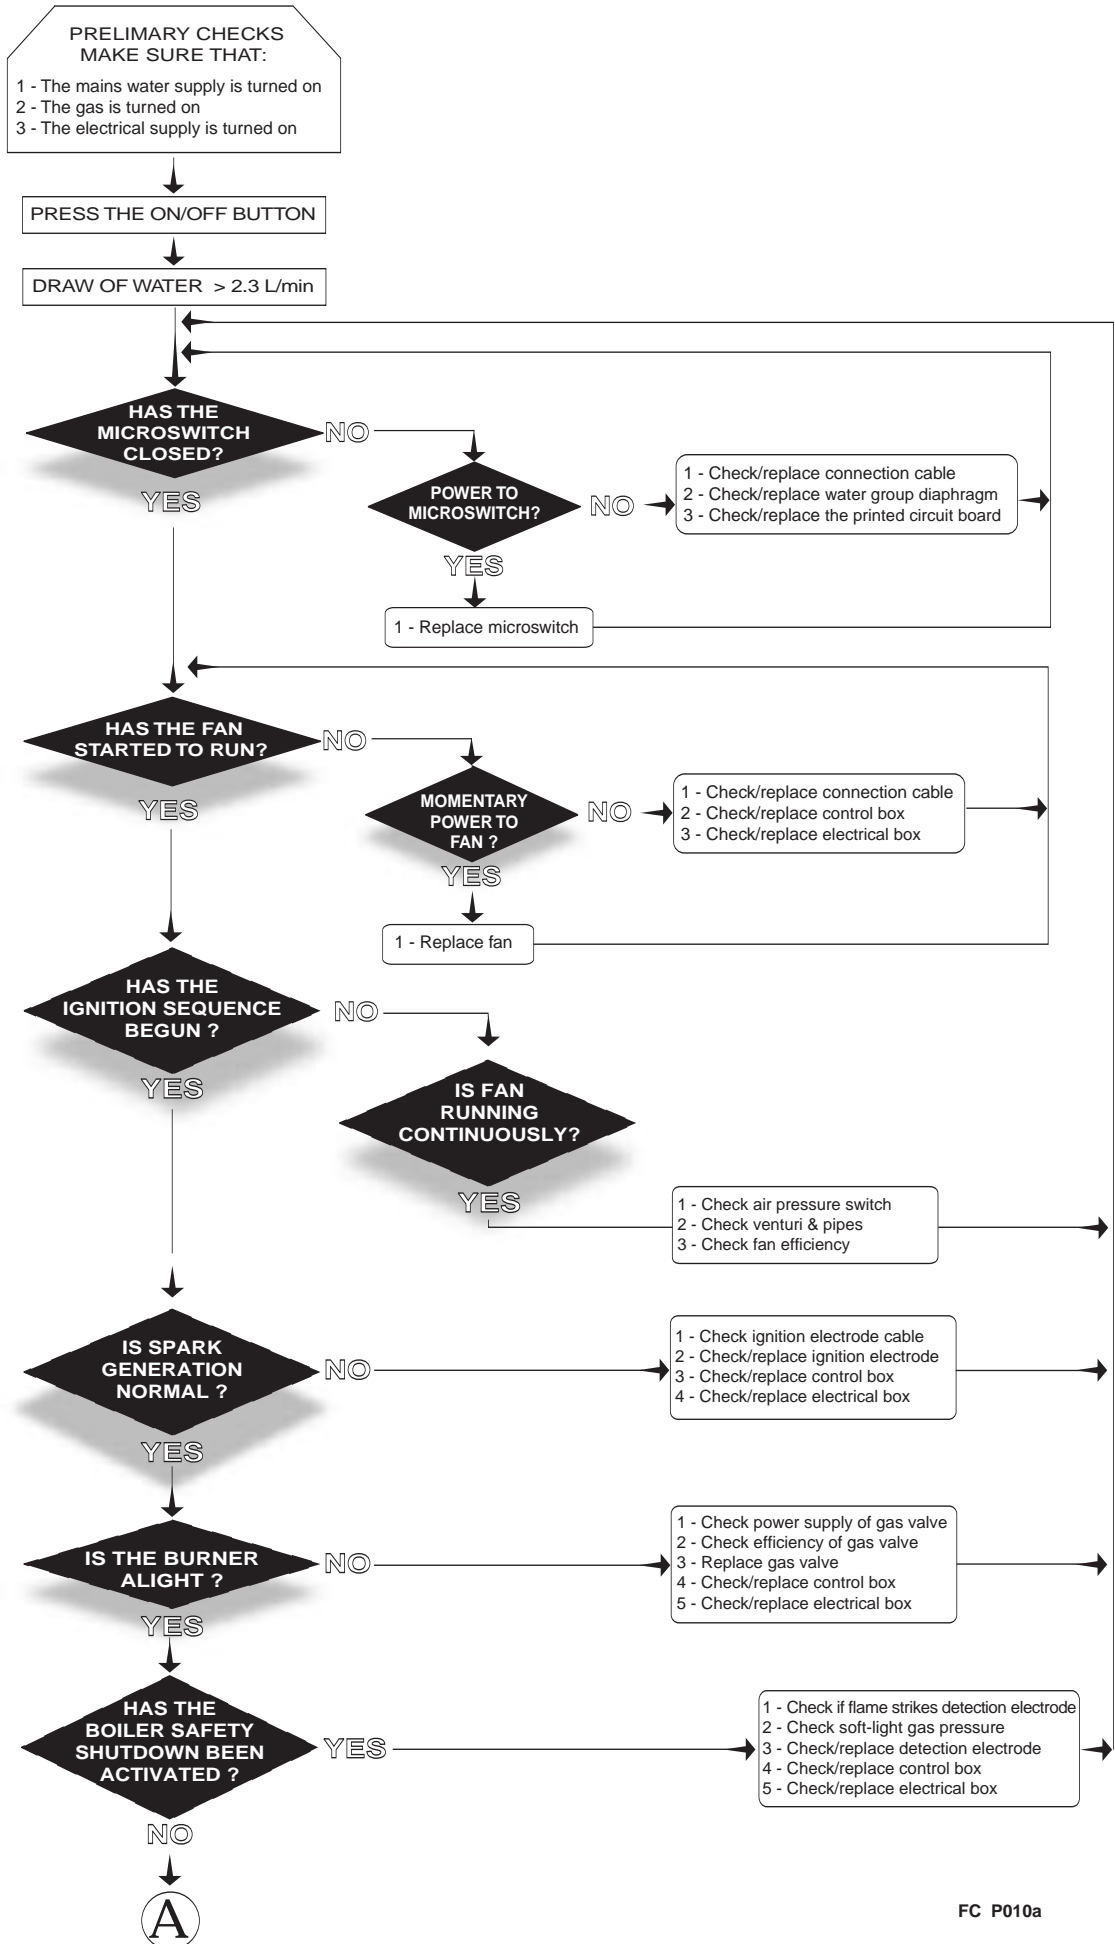 PRELIMARY CHECKS
MAKE SURE THAT:
1 - The mains water supply is turned on
2 - The gas is turned on
3 - The electrical supply is turned on
PRESS THE ON/OFF BUTTON
DRAW OF WATER > 2.3 L/min
HAS THE
MICROSWITCH
CLOSED?
NO
YES
POWER TO
MICROSWITCH?
NO
YES
1 - Check/replace connection cable
2 - Check/replace water group diaphragm
3 - Check/replace the printed circuit board
1 - Replace microswitch
HAS THE FAN
STARTED TO RUN?
NO
YES
MOMENTARY
POWER TO
FAN ?
NO
YES
1 - Check/replace connection cable
2 - Check/replace control box
3 - Check/replace electrical box
1 - Replace fan
HAS THE
IGNITION SEQUENCE
BEGUN ?
NO
YES
IS FAN
RUNNING
CONTINUOUSLY?
YES
1 - Check air pressure switch
2 - Check venturi & pipes
3 - Check fan efficiency
IS SPARK
GENERATION
NORMAL ?
NO
YES
1 - Check ignition electrode cable
2 - Check/replace ignition electrode
3 - Check/replace control box
4 - Check/replace electrical box
IS THE BURNER
ALIGHT ?
NO
YES
1 - Check power supply of gas valve
2 - Check efficiency of gas valve
3 - Replace gas valve
4 - Check/replace control box
5 - Check/replace electrical box
HAS THE
BOILER SAFETY
SHUTDOWN BEEN
ACTIVATED ?
YES
NO
1 - Check if flame strikes detection electrode
2 - Check soft-light gas pressure
3 - Check/replace detection electrode
4 - Check/replace control box
5 - Check/replace electrical box
A
FC P010a